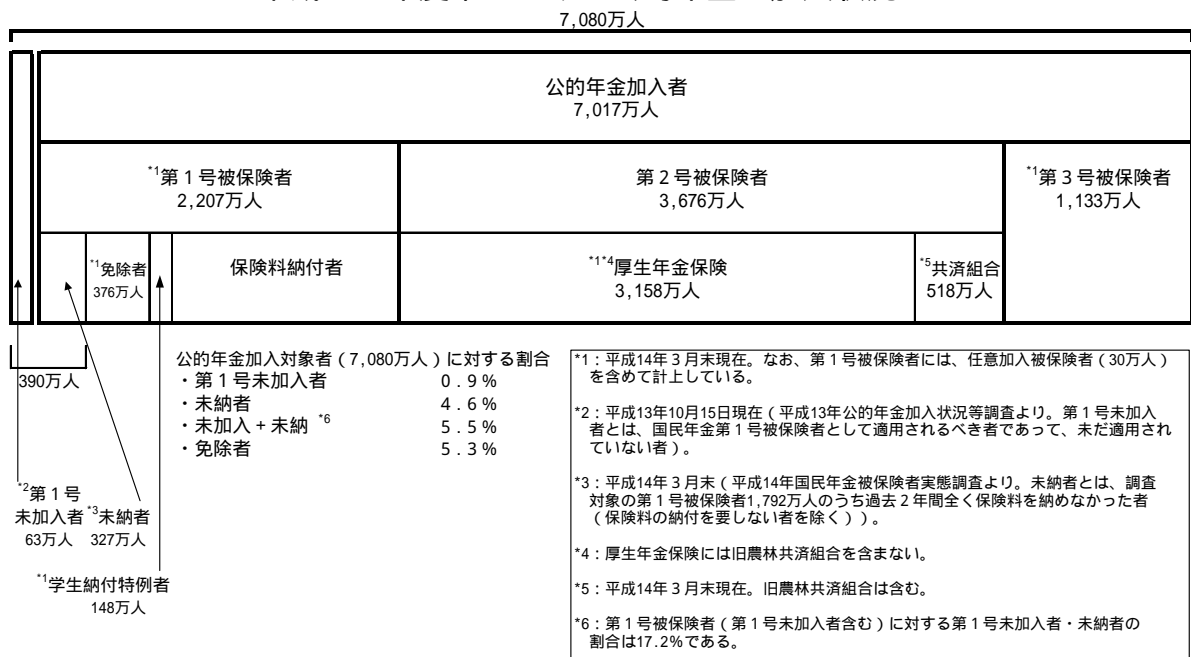 7,080万人
公的年金加入者
7,017万人
*1第1号被保険者
2,207万人
第2号被保険者
3,676万人
*1第3号被保険者
1,133万人
*1免除者
376万人
保険料納付者
*1*4厚生年金保険
3,158万人
*5共済組合
518万人
390万人
*2第1号
未加入者
63万人
*3未納者
327万人
*1学生納付特例者
148万人
公的年金加入対象者（7,080万人）に対する割合
・第1号未加入者 0.9%
・未納者 4.6%
・未加入+未納 *6 5.5%
・免除者 5.3%
*1：平成14年3月末現在。なお、第1号被保険者には、任意加入被保険者（30万人）
を含めて計上している。
*2：平成13年10月15日現在（平成13年公的年金加入状況等調査より。第1号未加入
者とは、国民年金第1号被保険者として適用されるべき者であって、未だ適用され
ていない者）。
*3：平成14年3月末（平成14年国民年金被保険者実態調査より。未納者とは、調査
対象の第1号被保険者1,792万人のうち過去2年間全く保険料を納めなかった者
（保険料の納付を要しない者を除く））。
*4：厚生年金保険には旧農林共済組合を含まない。
*5：平成14年3月末現在。旧農林共済組合は含む。
*6：第1号被保険者（第1号未加入者含む）に対する第1号未加入者・未納者の
割合は17.2%である。